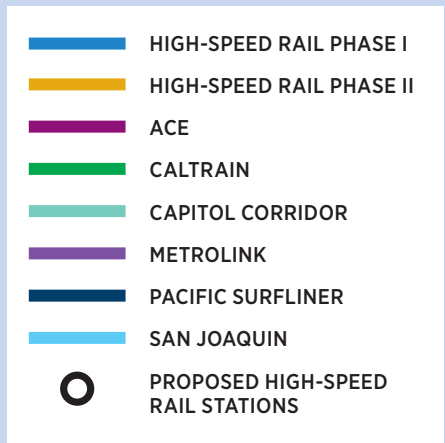 HIGH-SPEED RAIL PHASE I
HIGH-SPEED RAIL PHASE II
ACE
CALTRAIN
CAPITOL CORRIDOR
METROLINK
PACIFIC SURFLINER
SAN JOAQUIN
PROPOSED HIGH-SPEED
RAIL STATIONS